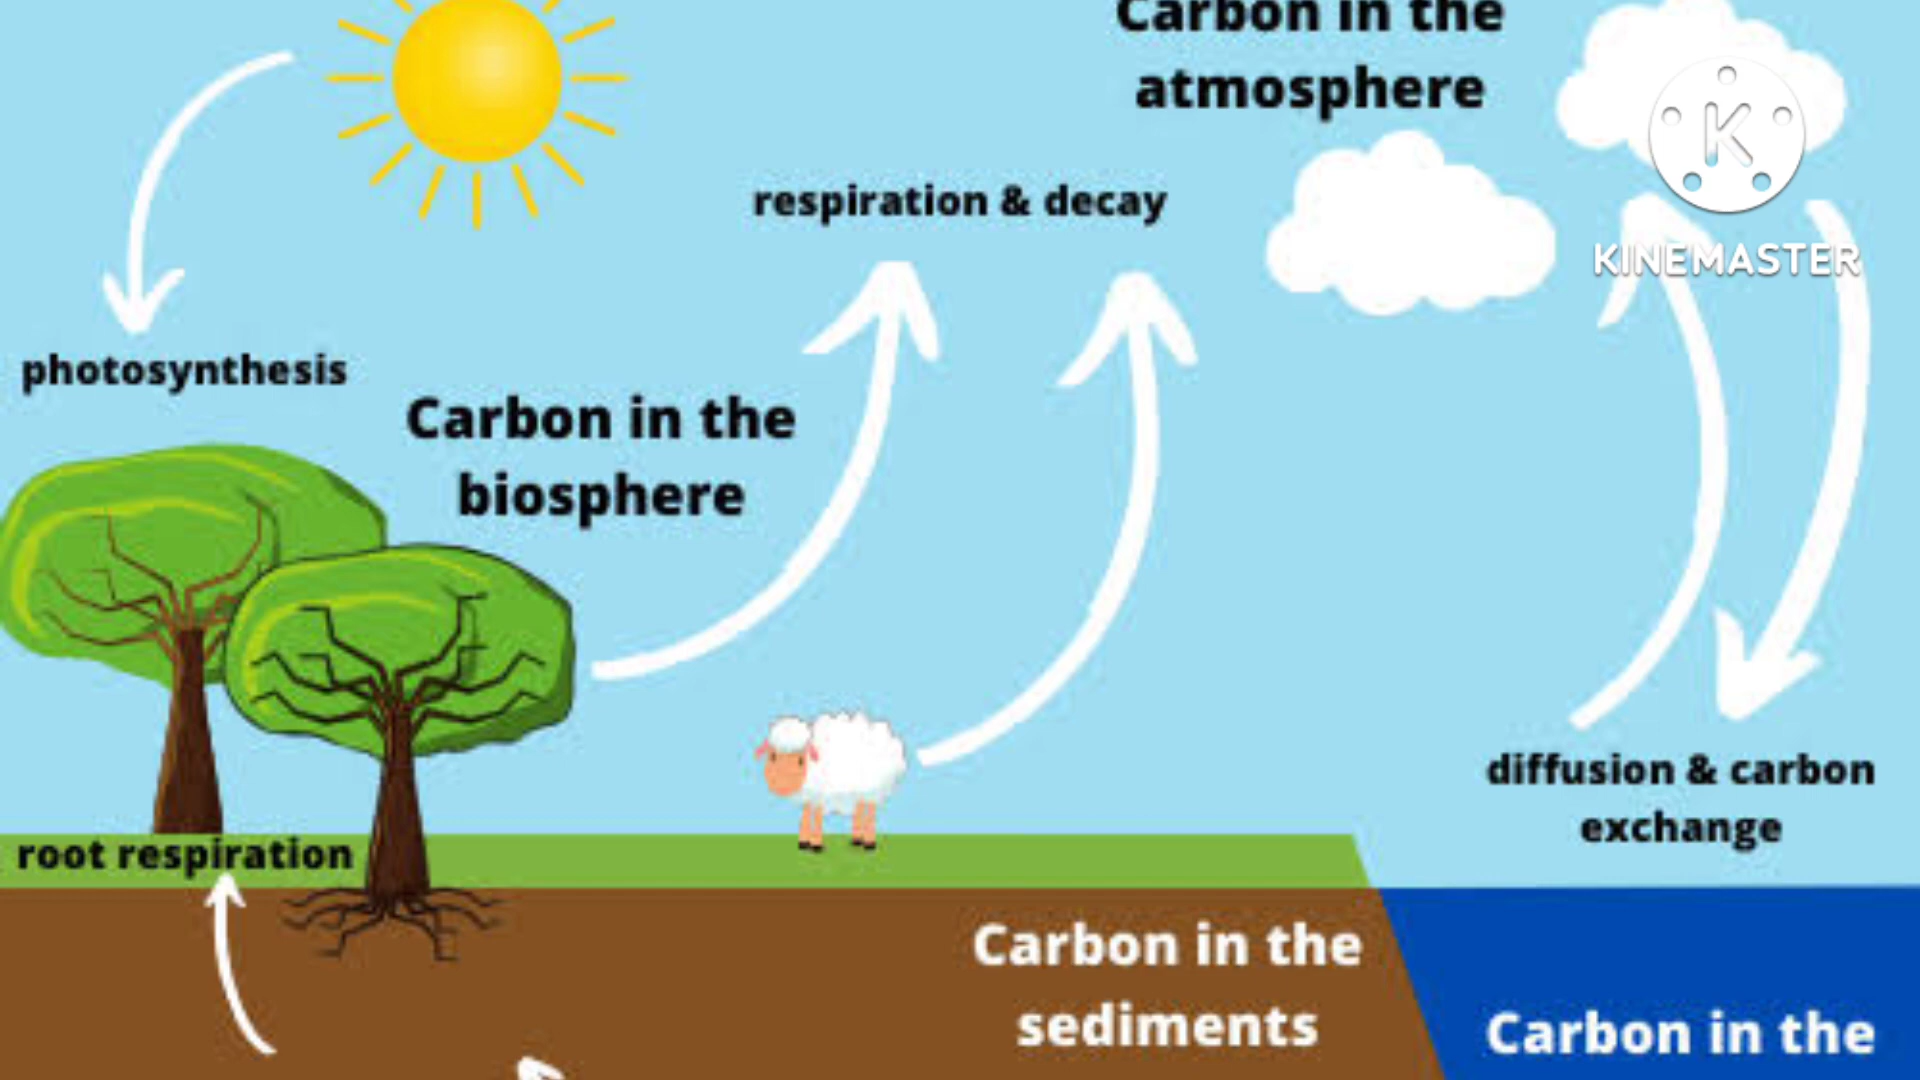 Carbon in the
atmosphere
K
KINEMASTER
respiration & decay
photosynthesis
Carbon in the
biosphere
diffusion & carbon
exchange
root respiration
Carbon in the
sediments
Carbon in the